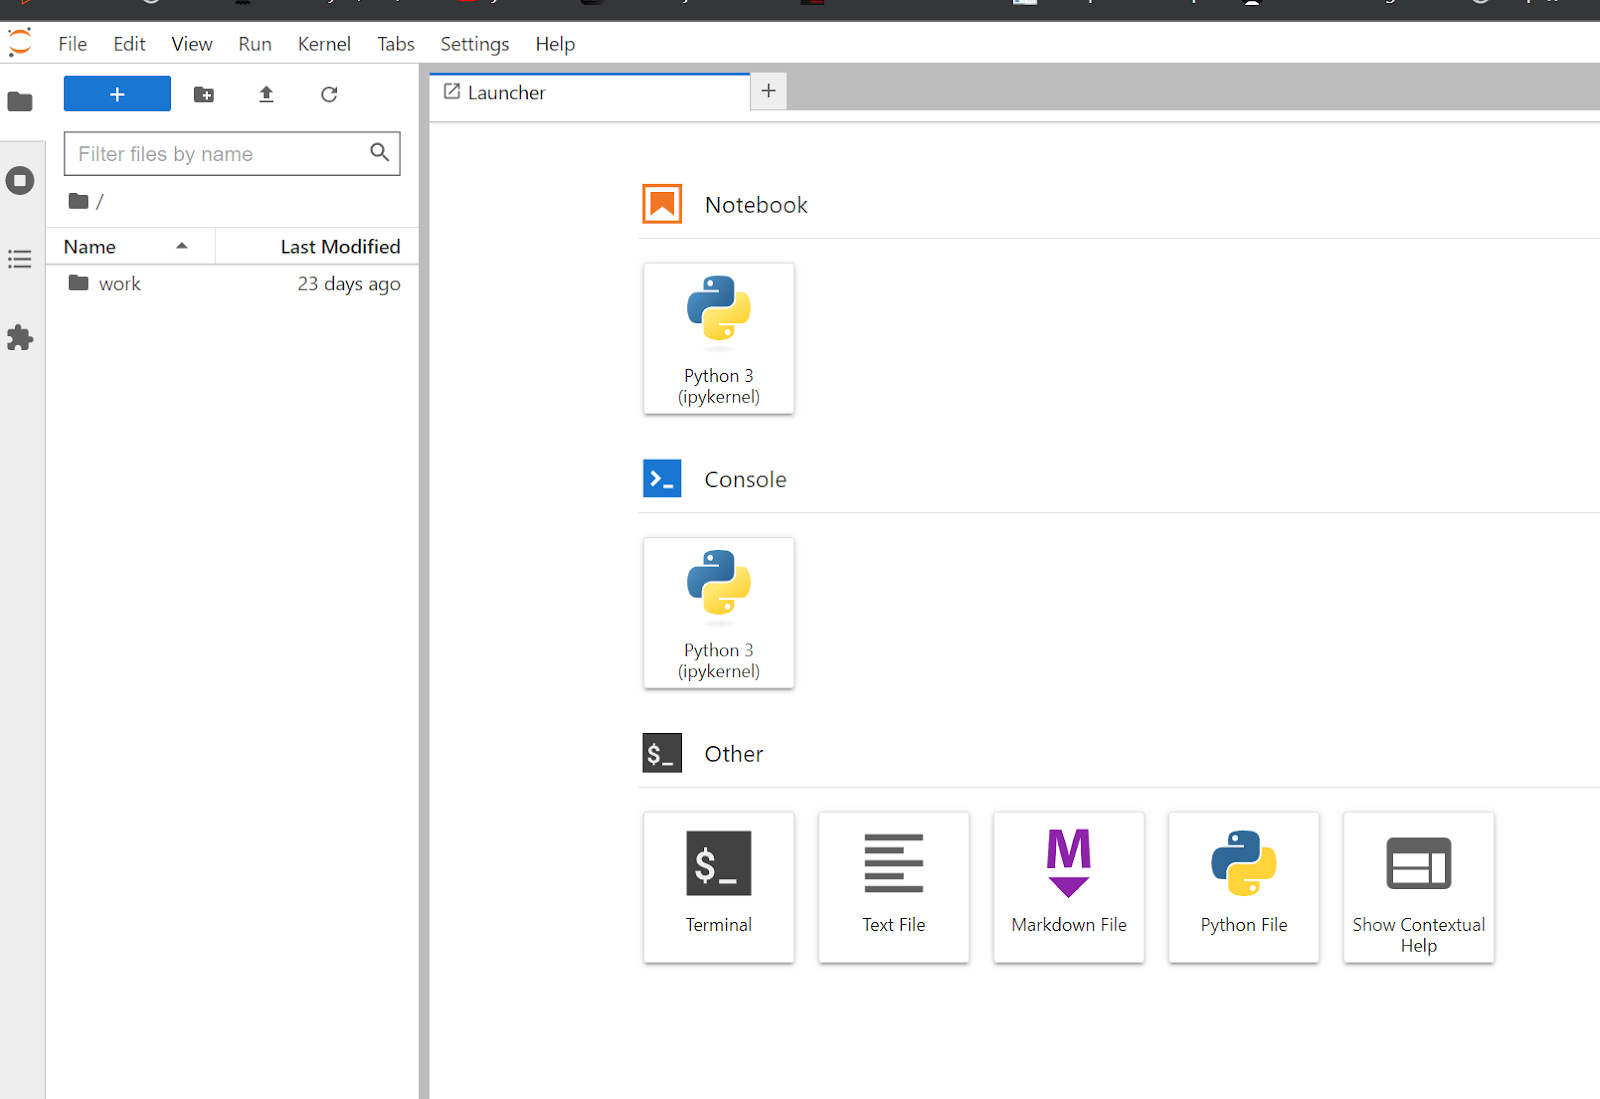 File Edit View Run Kernel Tabs Settings Help
+
Launcher
+
Filter files by name
/
Name Last Modified
work 23 days ago
Notebook
Python 3
(ipykernel)
>_ Console
Python 3
(ipykernel)
$_ Other
$_
Terminal
Text File
M
Markdown File
Python File
Show Contextual
Help